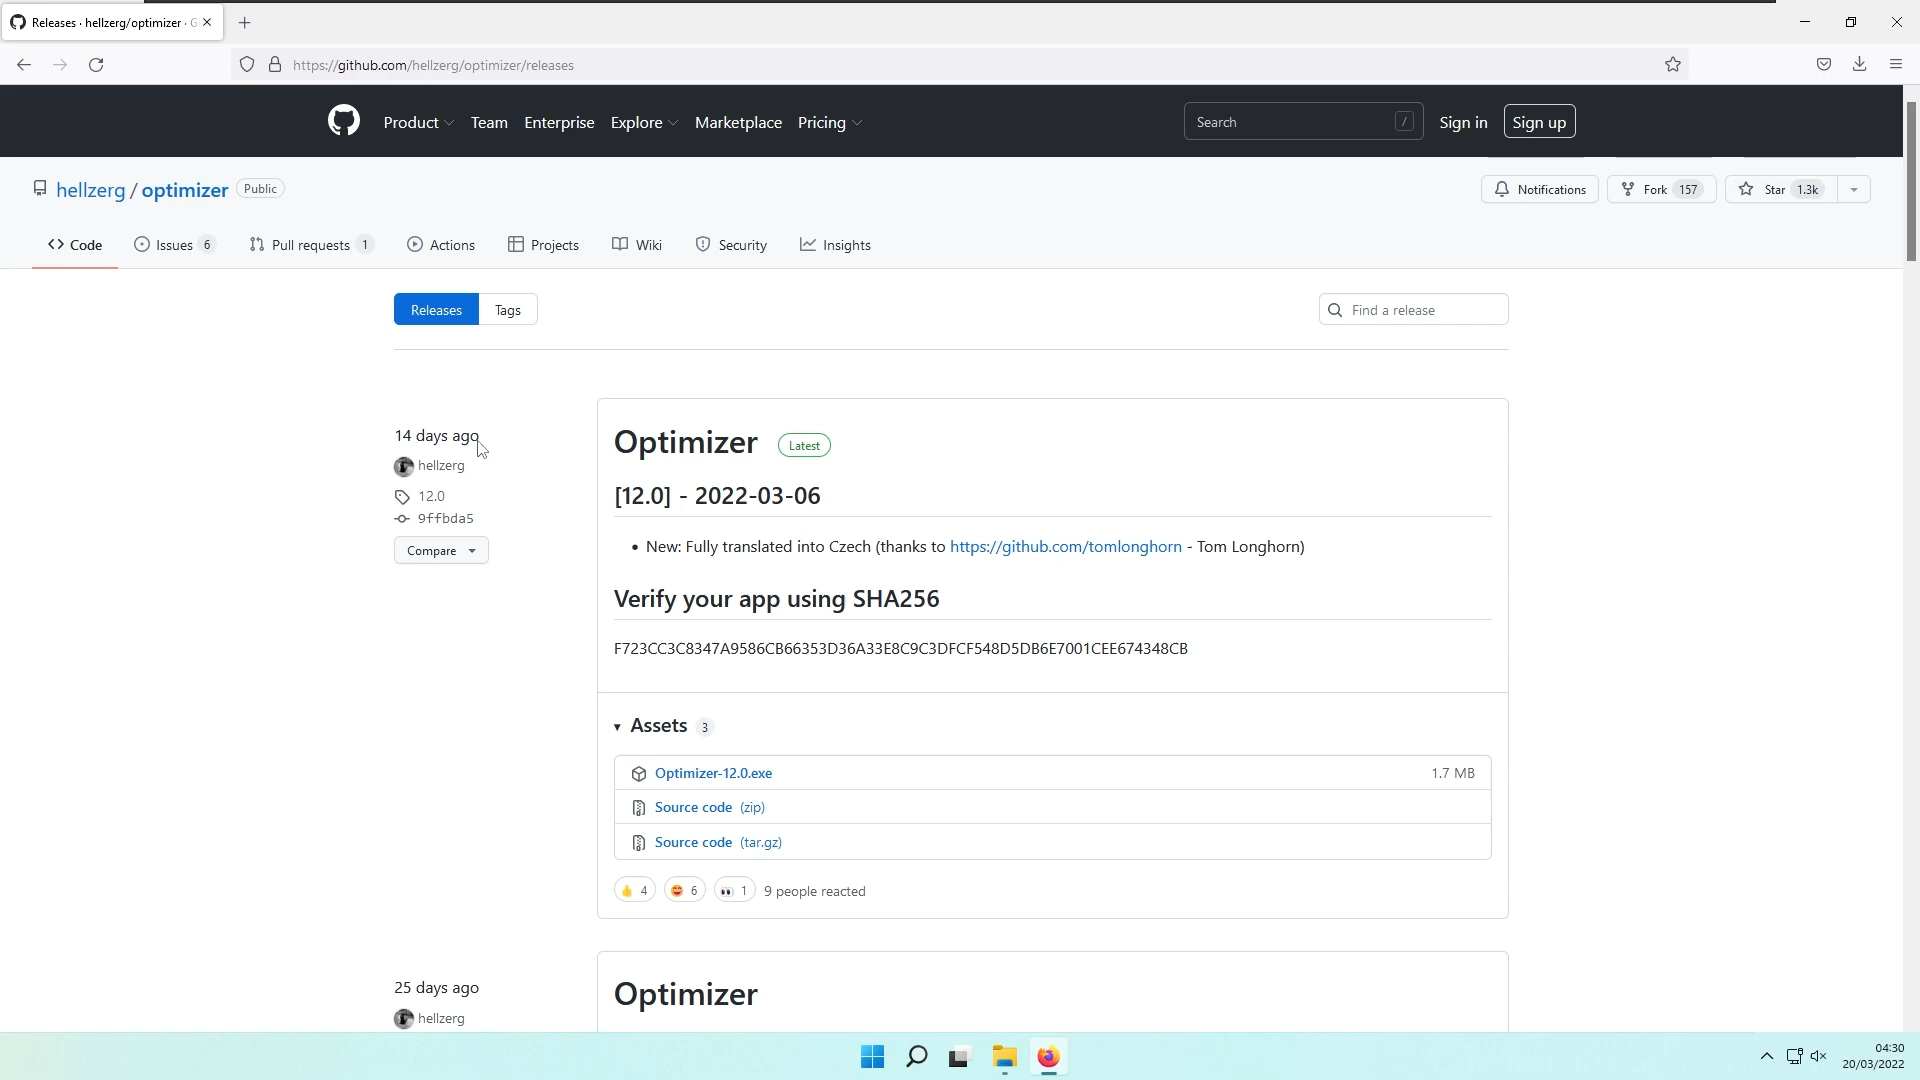 Releases · hellzerg/optimizer · G
https://github.com/hellzerg/optimizer/releases
Product Team Enterprise Explore Marketplace Pricing Search / Sign in Sign up
hellzerg / optimizer Public Notifications Fork 157 Star 1.3k
Code Issues 6 Pull requests 1 Actions Projects Wiki Security Insights
Releases Tags Find a release
14 days ago
hellzerg
12.0
9ffbda5
Compare
Optimizer Latest
[12.0] - 2022-03-06
• New: Fully translated into Czech (thanks to https://github.com/tomlonghorn - Tom Longhorn)
Verify your app using SHA256
F723CC3C8347A9586CB66353D36A33E8C9C3DFCF548D5DB6E7001CEE674348CB
Assets 3
Optimizer-12.0.exe 1.7 MB
Source code (zip)
Source code (tar.gz)
4 6 1 9 people reacted
25 days ago
hellzerg
Optimizer
04:30
20/03/2022